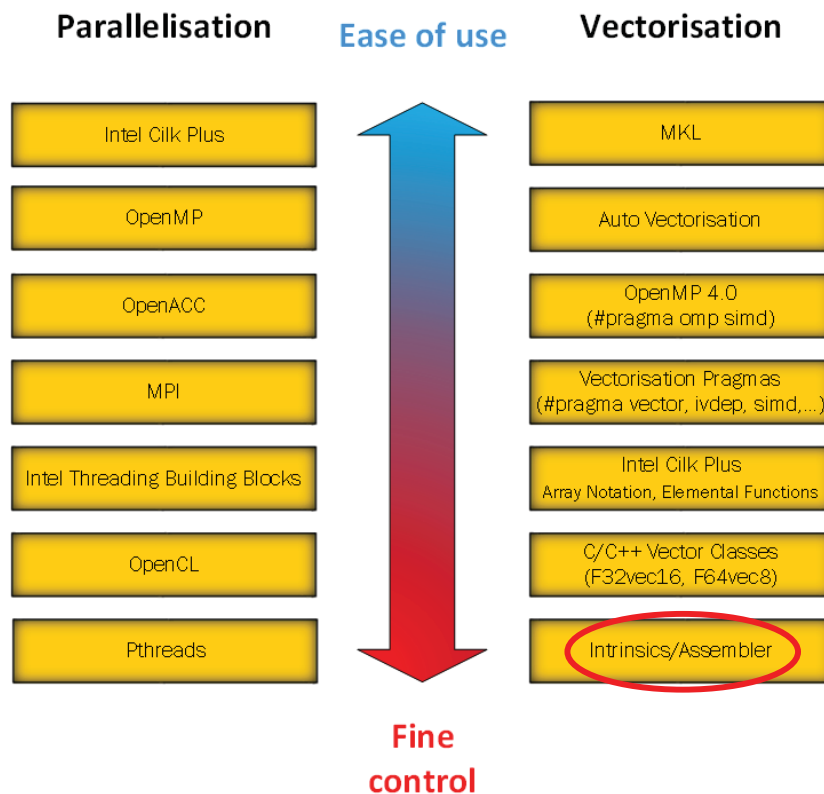 Parallelisation
Ease of use
Vectorisation
Intel Cilk Plus
MKL
OpenMP
Auto Vectorisation
OpenACC
OpenMP 4.0
(#pragma omp simd)
MPI
Vectorisation Pragmas
(#pragma vector, ivdep, simd,...)
Intel Threading Building Blocks
Intel Cilk Plus
Array Notation, Elemental Functions
OpenCL
C/C++ Vector Classes
(F32vec16, F64vec8)
Pthreads
Intrinsics/Assembler
Fine
control